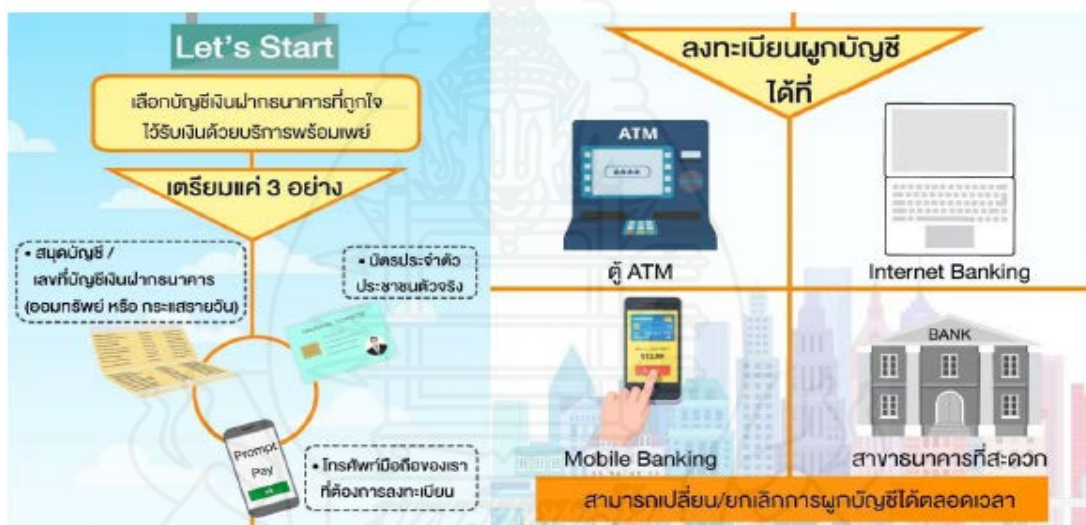 Let's Start
เลือกบัญชีเงินฝากธนาคารที่ถูกใจ
ไว้รับเงินด้วยบริการพร้อมเพย์
เตรียมแค่ 3 อย่าง
• สมุดบัญชี /
เลขที่บัญชีเงินฝากธนาคาร
(ออมทรัพย์ หรือ กระแสรายวัน)
• บัตรประจำตัว
ประชาชนตัวจริง
Prompt
Pay
• โทรศัพท์มือถือของเรา
ที่ต้องการลงทะเบียน
ลงทะเบียนผูกบัญชี
ได้ที่
ATM
****
ตู้ ATM
Internet Banking
Mobile Banking
BANK
สาขาธนาคารที่สะดวก
สามารถเปลี่ยน/ยกเลิกการผูกบัญชีได้ตลอดเวลา